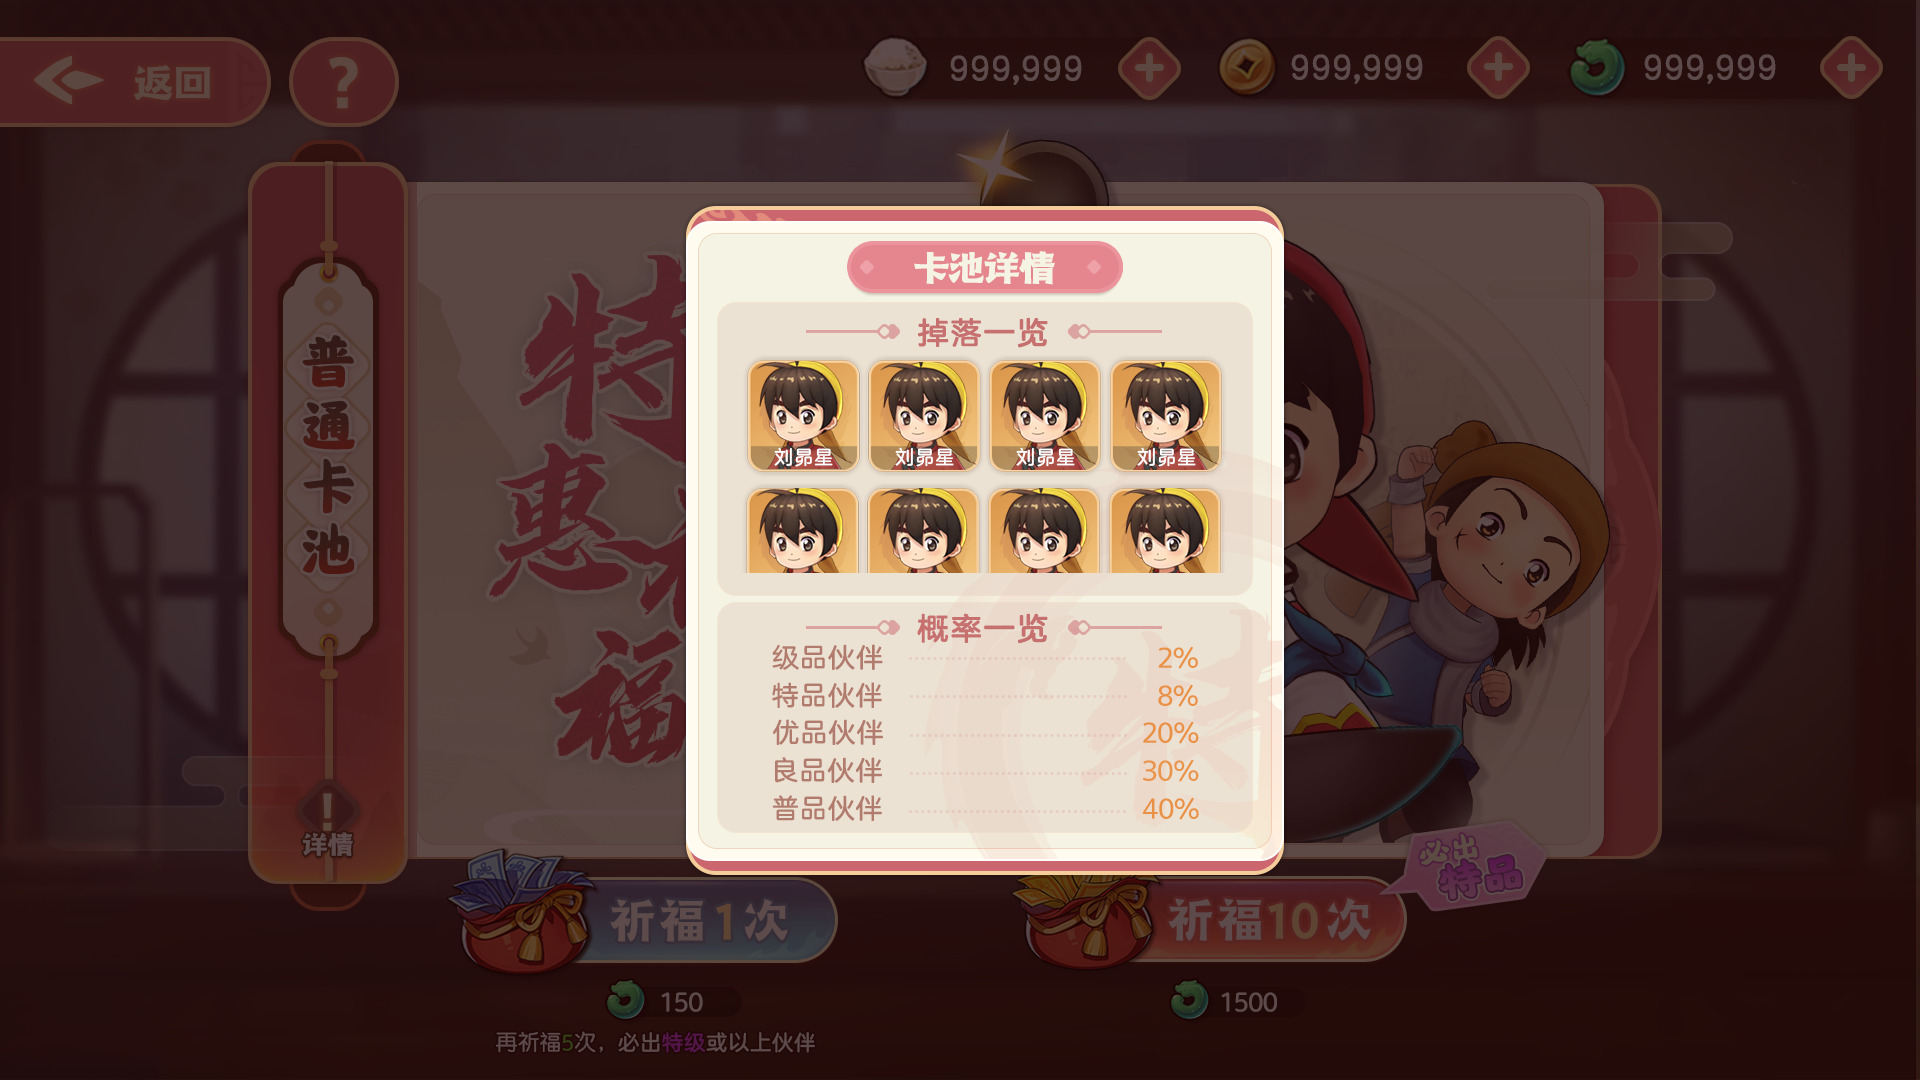 返回
?
999,999
999,999
999,999
普通卡池
详情
特
惠
福
卡池详情
掉落一览
刘昴星
刘昴星
刘昴星
刘昴星
概率一览
级品伙伴 2%
特品伙伴 8%
优品伙伴 20%
良品伙伴 30%
普品伙伴 40%
祈福1次
150
再祈福5次，必出特级或以上伙伴
祈福10次
必出
特品
1500